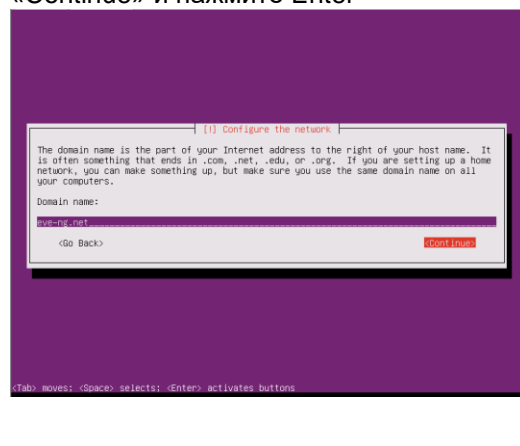 «Continue» и нажмите Enter
[!] Configure the network
The domain name is the part of your Internet address to the right of your host name.  It
is often something that ends in .com, .net, .edu, or .org.  If you are setting up a home
network, you can make something up, but make sure you use the same domain name on all
your computers.
Domain name:
eve-ng.net
<Go Back>
<Continue>
<Tab> moves; <Space> selects; <Enter> activates buttons